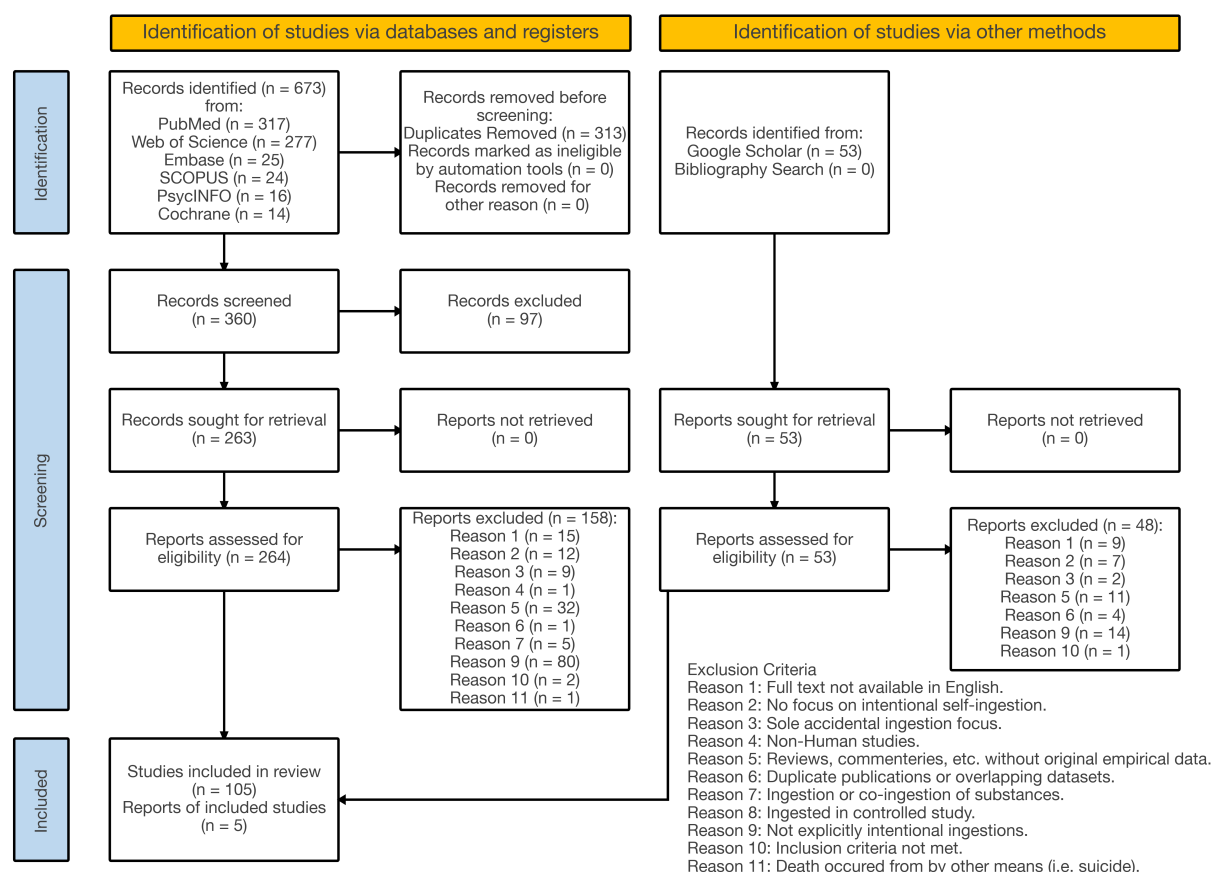 Identification of studies via databases and registers
Identification of studies via other methods
Identification
Records identified (n = 673)
from:
PubMed (n = 317)
Web of Science (n = 277)
Embase (n = 25)
SCOPUS (n = 24)
PsycINFO (n = 16)
Cochrane (n = 14)
Records removed before
screening:
Duplicates Removed (n = 313)
Records marked as ineligible
by automation tools (n = 0)
Records removed for
other reason (n = 0)
Records identified from:
Google Scholar (n = 53)
Bibliography Search (n = 0)
Screening
Records screened
(n = 360)
Records excluded
(n = 97)
Records sought for retrieval
(n = 263)
Reports not retrieved
(n = 0)
Reports sought for retrieval
(n = 53)
Reports not retrieved
(n = 0)
Reports assessed for
eligibility (n = 264)
Reports excluded (n = 158):
Reason 1 (n = 15)
Reason 2 (n = 12)
Reason 3 (n = 9)
Reason 4 (n = 1)
Reason 5 (n = 32)
Reason 6 (n = 1)
Reason 7 (n = 5)
Reason 9 (n = 80)
Reason 10 (n = 2)
Reason 11 (n = 1)
Reports assessed for
eligibility (n = 53)
Reports excluded (n = 48):
Reason 1 (n = 9)
Reason 2 (n = 7)
Reason 3 (n = 2)
Reason 5 (n = 11)
Reason 6 (n = 4)
Reason 9 (n = 14)
Reason 10 (n = 1)
Included
Studies included in review
(n = 105)
Reports of included studies
(n = 5)
Exclusion Criteria
Reason 1: Full text not available in English.
Reason 2: No focus on intentional self-ingestion.
Reason 3: Sole accidental ingestion focus.
Reason 4: Non-Human studies.
Reason 5: Reviews, commenteries, etc. without original empirical data.
Reason 6: Duplicate publications or overlapping datasets.
Reason 7: Ingestion or co-ingestion of substances.
Reason 8: Ingested in controlled study.
Reason 9: Not explicitly intentional ingestions.
Reason 10: Inclusion criteria not met.
Reason 11: Death occured from by other means (i.e. suicide).